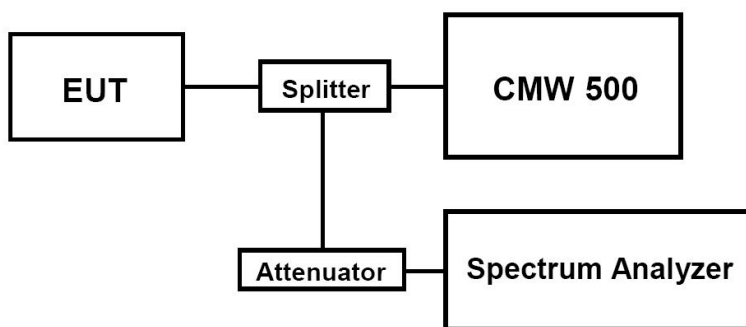 EUT
Splitter
CMW 500
Attenuator
Spectrum Analyzer